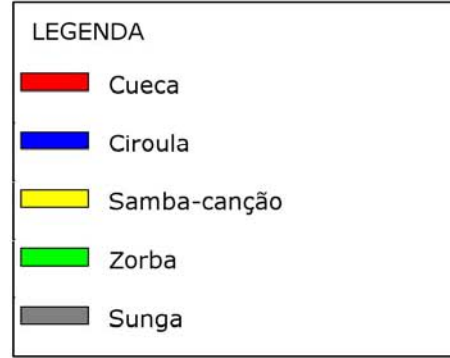 LEGENDA
Cueca
Ciroula
Samba-canção
Zorba
Sunga